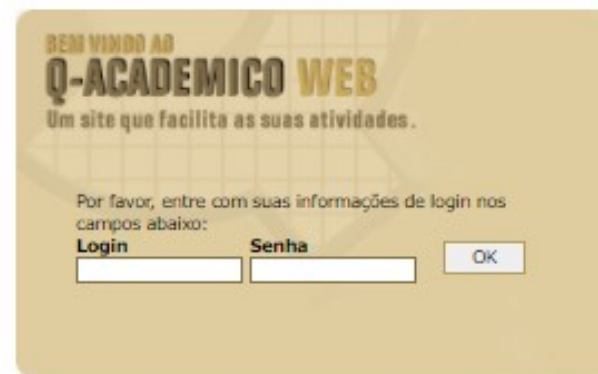 BEM VINDO AO
Q-ACADEMICO WEB
Um site que facilita as suas atividades.
Por favor, entre com suas informações de login nos
campos abaixo:
Login Senha
OK